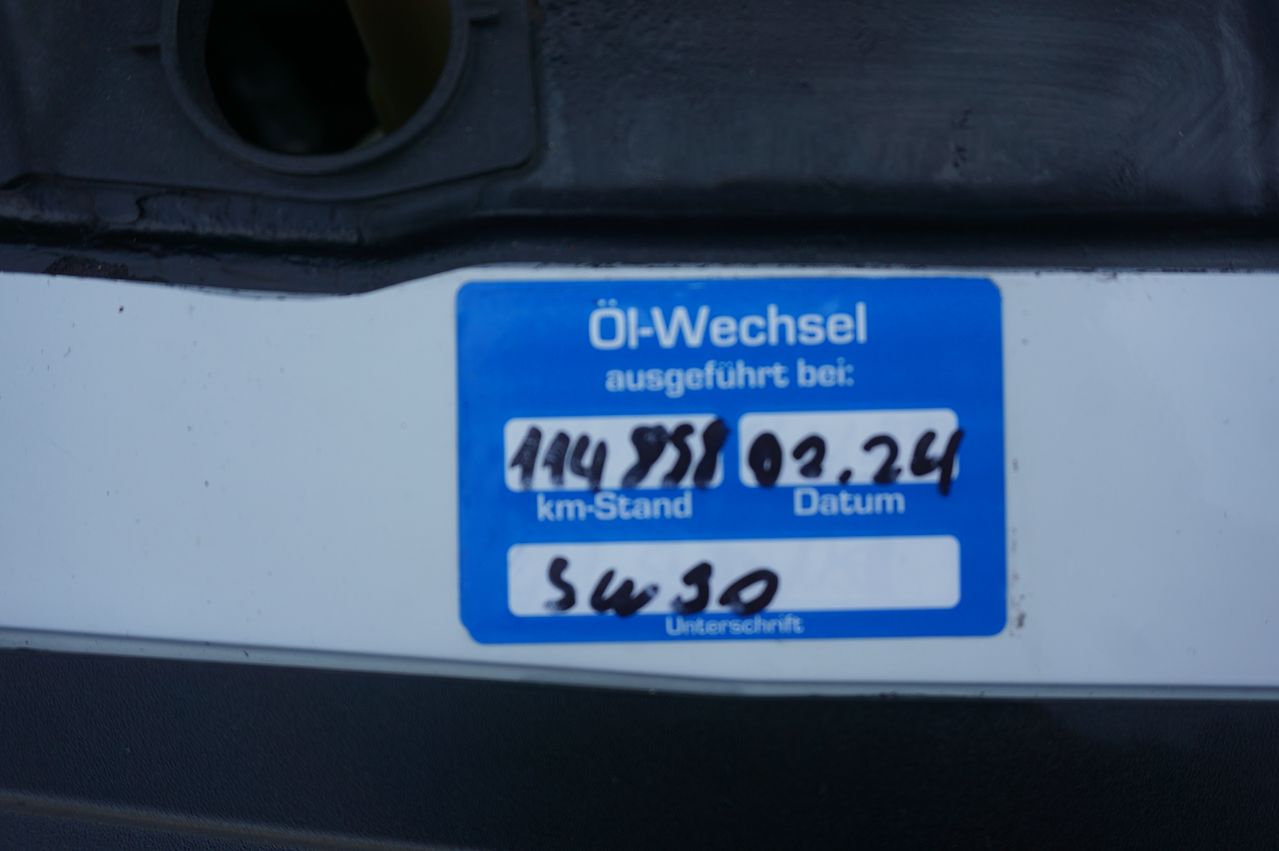 Öl-Wechsel
ausgeführt bei:
114 858 02.24
km-Stand Datum
5w30
Unterschrift